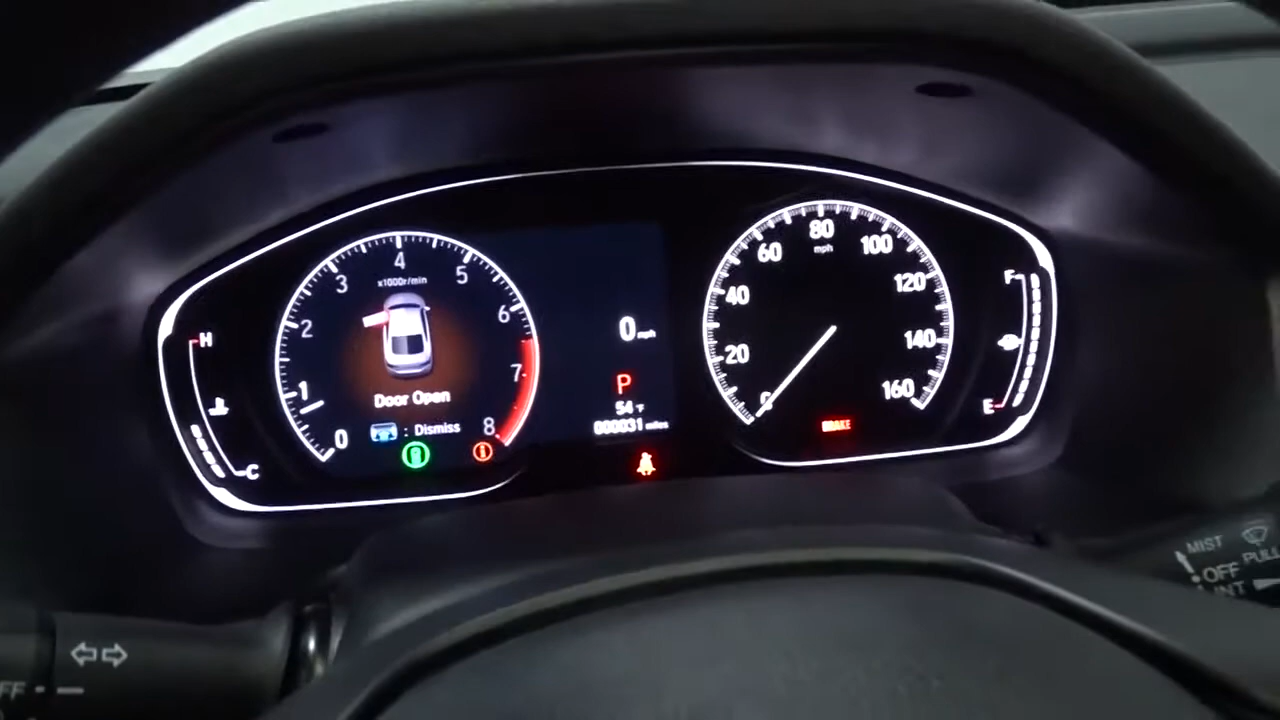 H
C
0
1
2
3
4
5
6
7
8
x1000r/min
Door Open
: Dismiss
0 mph
P
54 °F
000031 miles
0
20
40
60
80
100
120
140
160
mph
BRAKE
F
E
MIST
OFF
INT
PULL